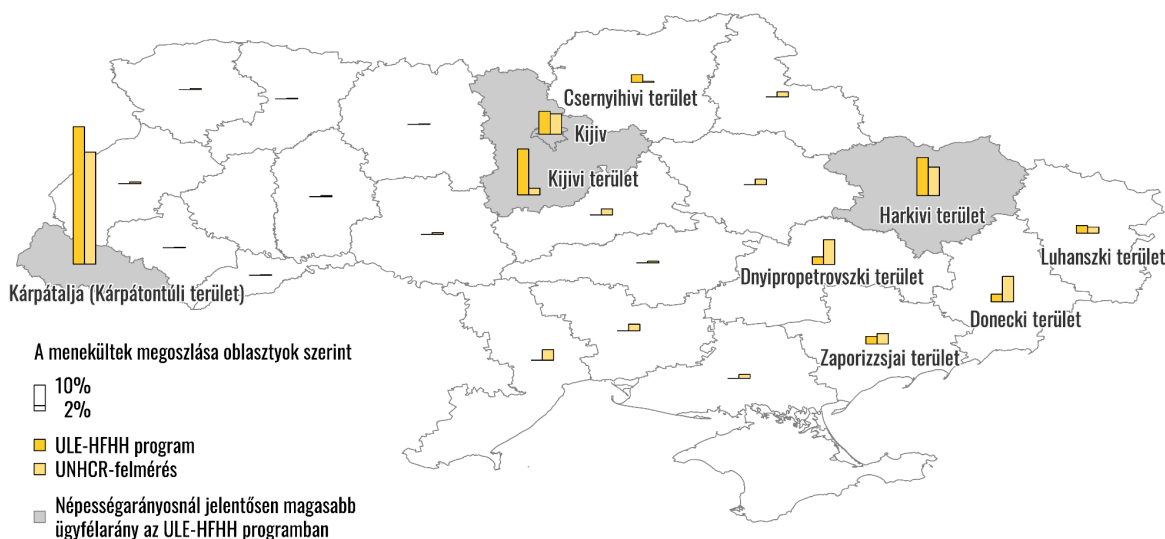 Csernyihivi terület
Kijiv
Kijivi terület
Harkivi terület
Luhanszki terület
Dnyipropetrovszki terület
Kárpátalja (Kárpátontúli terület)
Donecki terület
Zaporizzsjai terület
A menekültek megoszlása oblasztyok szerint
10%
2%
ULE-HFHH program
UNHCR-felmérés
Népességarányosnál jelentősen magasabb
ügyfélarány az ULE-HFHH programban